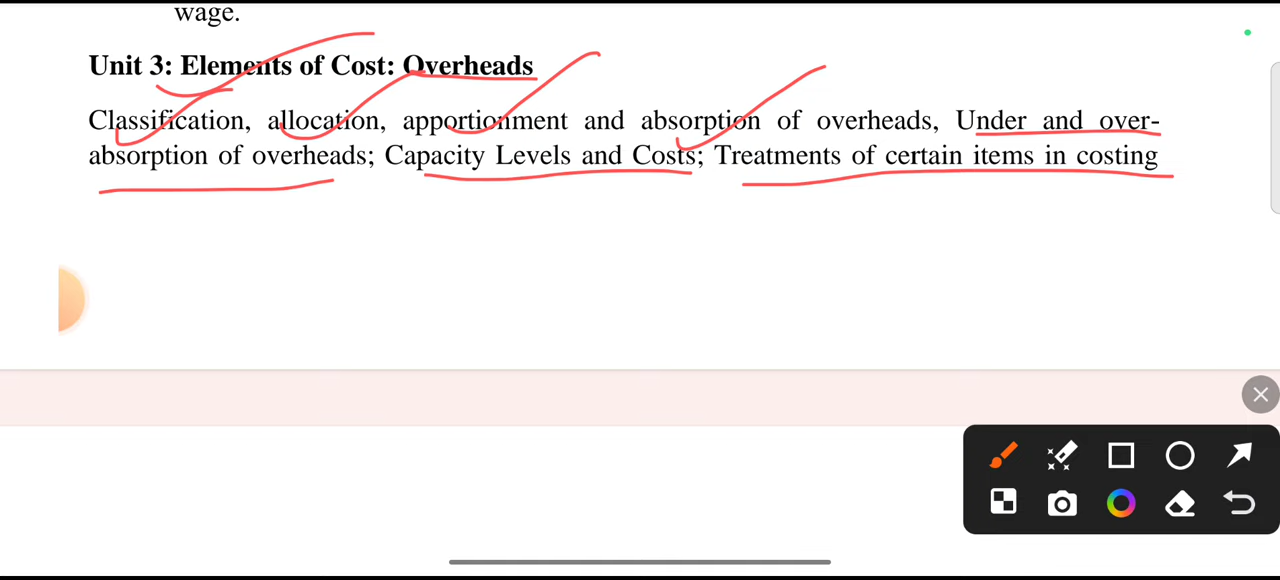 wage.
Unit 3: Elements of Cost: Overheads
Classification, allocation, apportionment and absorption of overheads, Under and over-
absorption of overheads; Capacity Levels and Costs; Treatments of certain items in costing